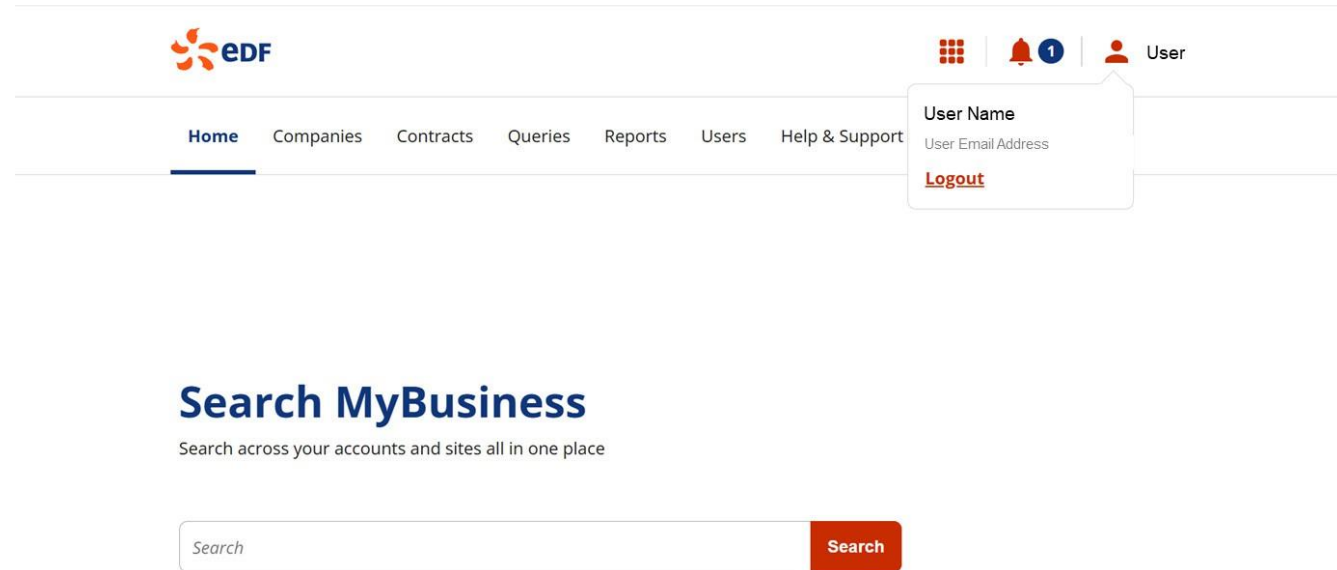 eDF
1
User
Home Companies Contracts Queries Reports Users Help & Support
User Name
User Email Address
Logout
Search MyBusiness
Search across your accounts and sites all in one place
Search Search